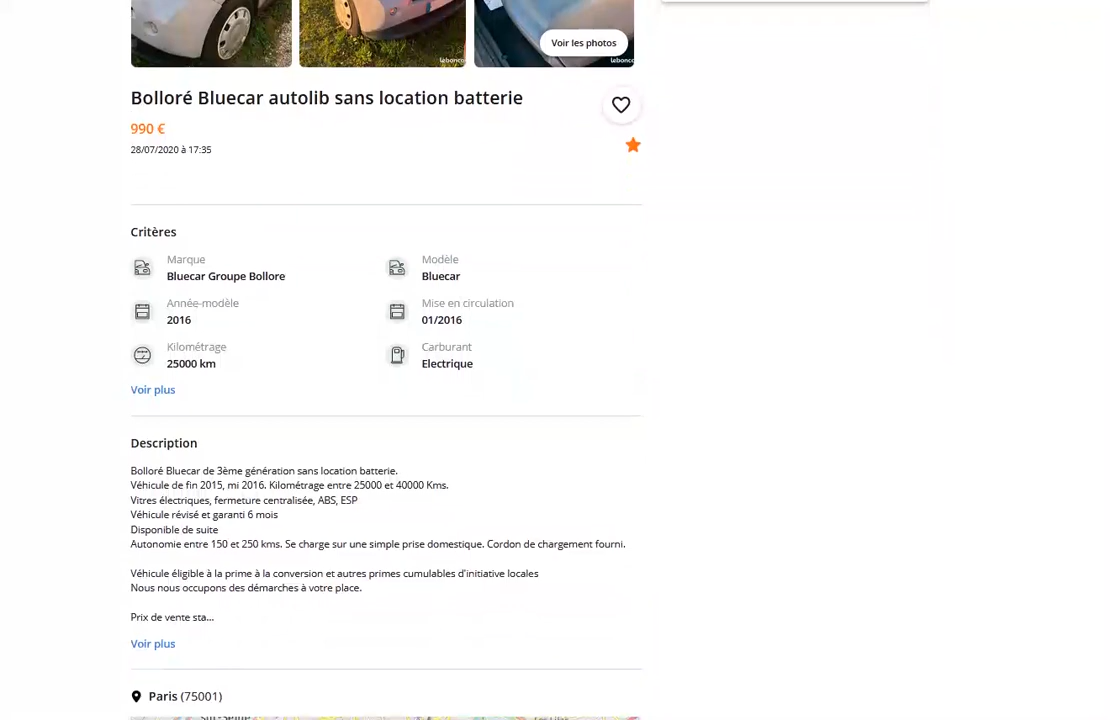 Voir les photos
lebonco
lebonco
Bolloré Bluecar autolib sans location batterie
990 €
28/07/2020 à 17:35
Critères
Marque
Bluecar Groupe Bollore
Modèle
Bluecar
Année-modèle
2016
Mise en circulation
01/2016
Kilométrage
25000 km
Carburant
Electrique
Voir plus
Description
Bolloré Bluecar de 3ème génération sans location batterie.
Véhicule de fin 2015, mi 2016. Kilométrage entre 25000 et 40000 Kms.
Vitres électriques, fermeture centralisée, ABS, ESP
Véhicule révisé et garanti 6 mois
Disponible de suite
Autonomie entre 150 et 250 kms. Se charge sur une simple prise domestique. Cordon de chargement fourni.
Véhicule éligible à la prime à la conversion et autres primes cumulables d'initiative locales
Nous nous occupons des démarches à votre place.
Prix de vente sta...
Voir plus
Paris (75001)